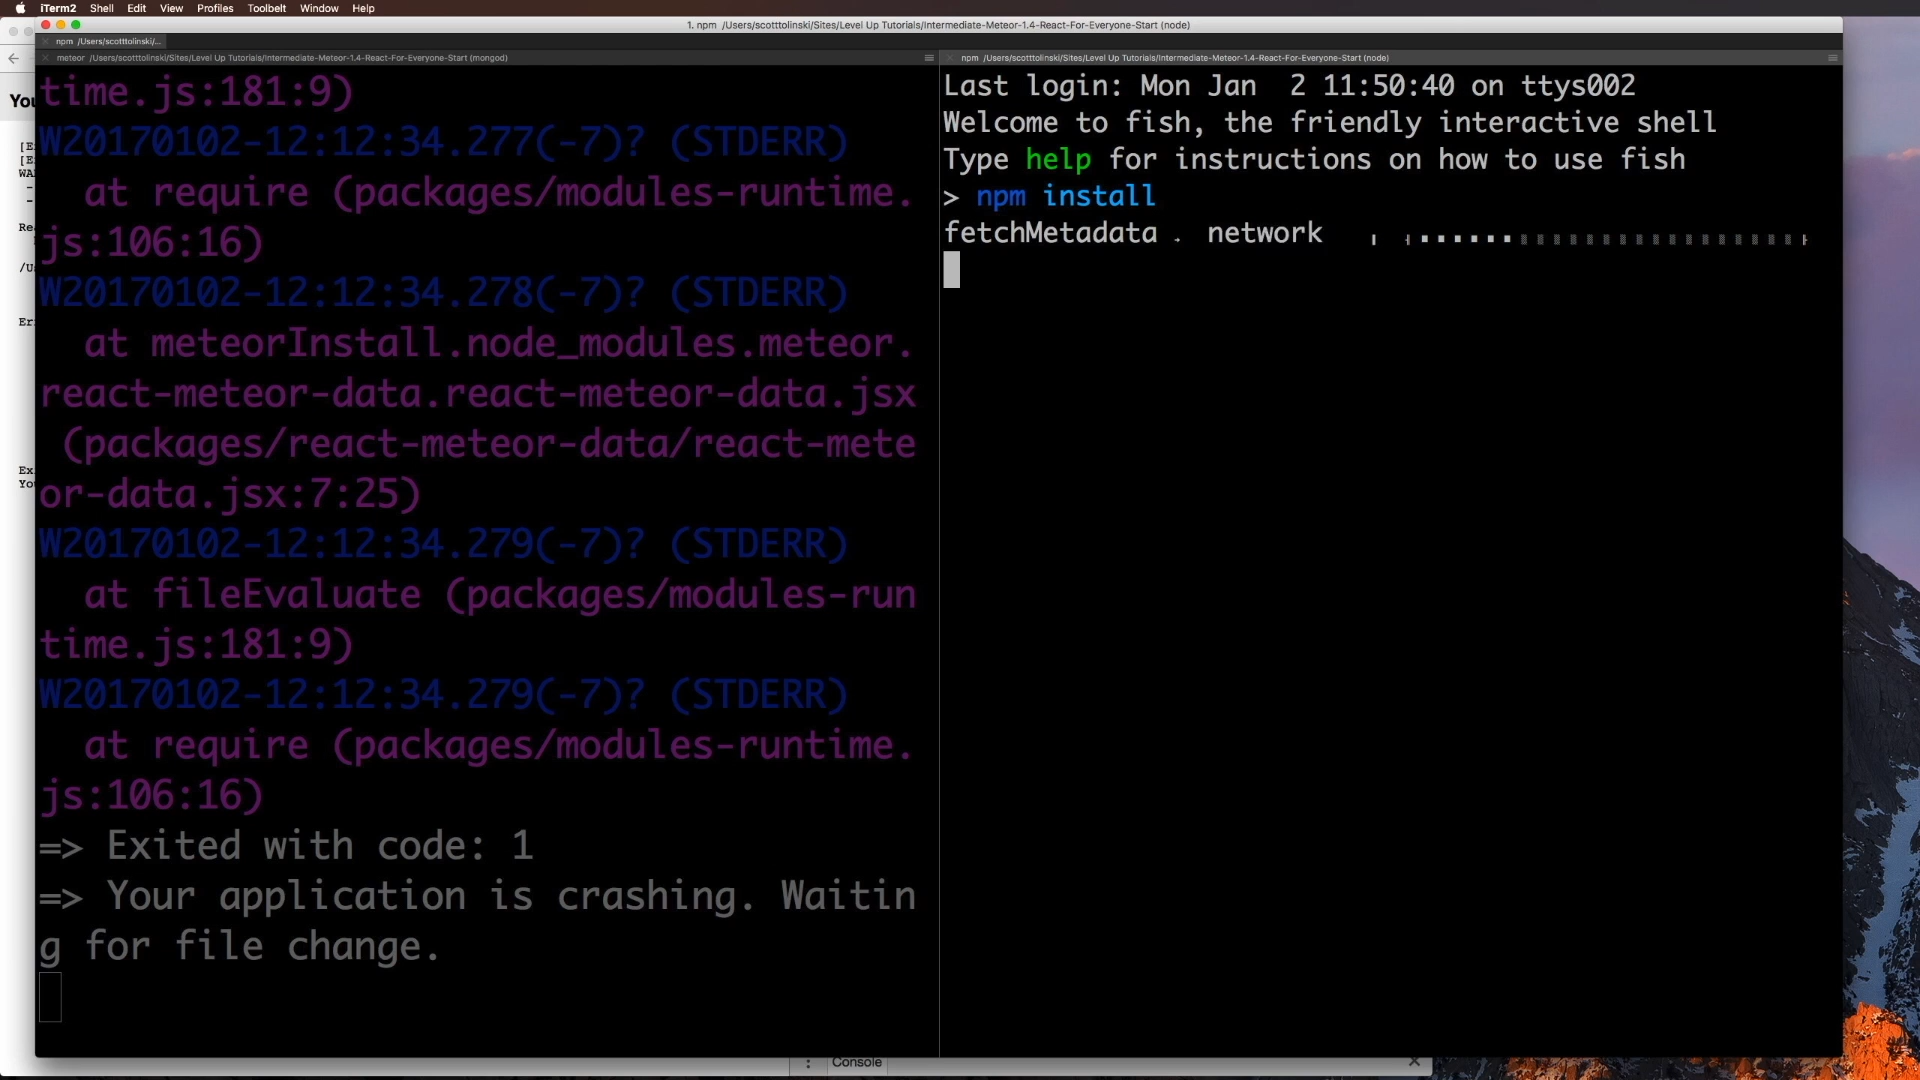 iTerm2 Shell Edit View Profiles Toolbelt Window Help
1. npm /Users/scotttolinski/Sites/Level Up Tutorials/Intermediate-Meteor-1.4-React-For-Everyone-Start (node)
npm /Users/scotttolinski/...
meteor /Users/scotttolinski/Sites/Level Up Tutorials/Intermediate-Meteor-1.4-React-For-Everyone-Start (mongod)
time.js:181:9)
W20170102-12:12:34.277(-7)? (STDERR)
at require (packages/modules-runtime.
js:106:16)
W20170102-12:12:34.278(-7)? (STDERR)
at meteorInstall.node_modules.meteor.
react-meteor-data.react-meteor-data.jsx
(packages/react-meteor-data/react-mete
or-data.jsx:7:25)
W20170102-12:12:34.279(-7)? (STDERR)
at fileEvaluate (packages/modules-run
time.js:181:9)
W20170102-12:12:34.279(-7)? (STDERR)
at require (packages/modules-runtime.
js:106:16)
=> Exited with code: 1
=> Your application is crashing. Waitin
g for file change.
npm /Users/scotttolinski/Sites/Level Up Tutorials/Intermediate-Meteor-1.4-React-For-Everyone-Start (node)
Last login: Mon Jan  2 11:50:40 on ttys002
Welcome to fish, the friendly interactive shell
Type help for instructions on how to use fish
> npm install
fetchMetadata network
Console